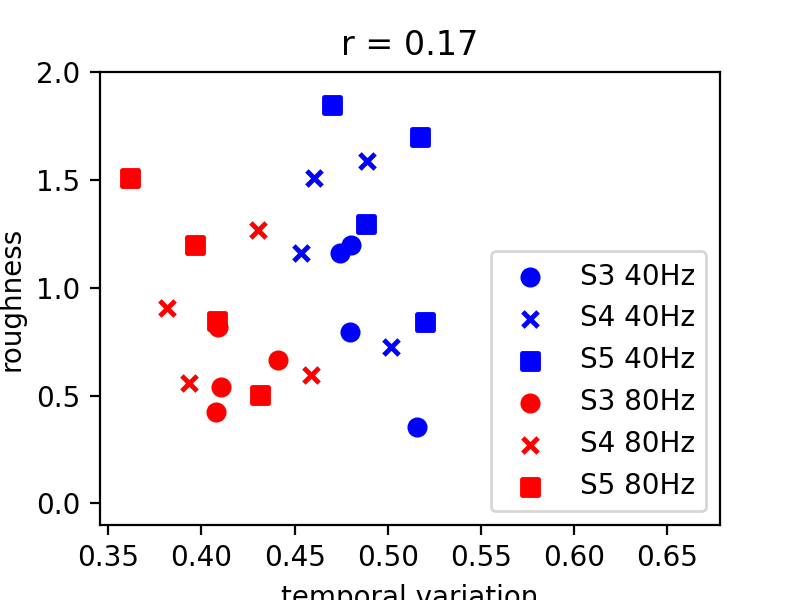 r = 0.17
2.0
1.5
1.0
0.5
0.0
roughness
S3 40Hz
S4 40Hz
S5 40Hz
S3 80Hz
S4 80Hz
S5 80Hz
0.35 0.40 0.45 0.50 0.55 0.60 0.65
temporal variation